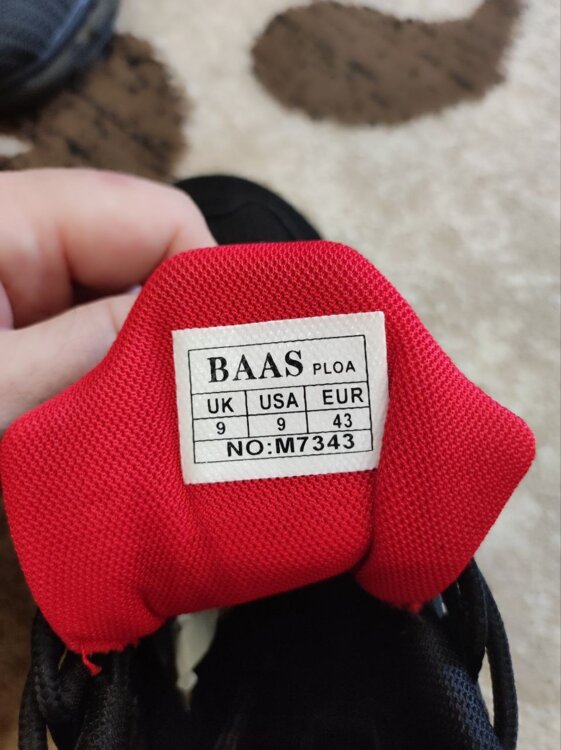 BAAS PLOA
UK USA EUR
9 9 43
NO:M7343